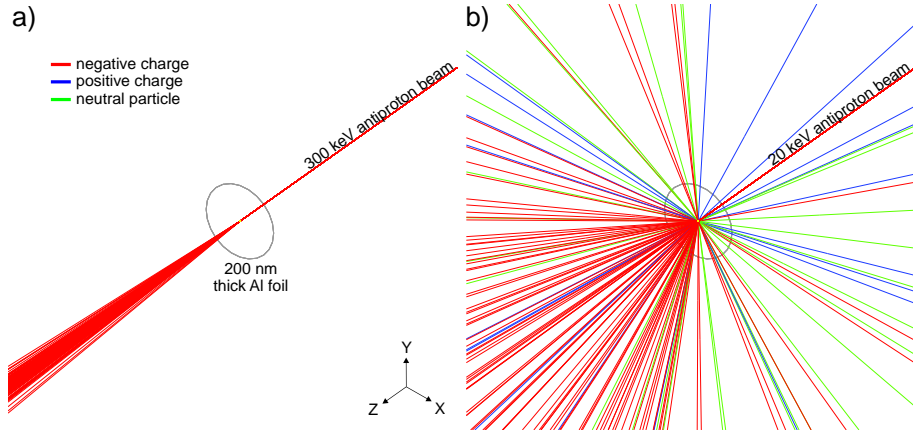 a)
negative charge
positive charge
neutral particle
300 keV antiproton beam
200 nm
thick Al foil
Y
Z
X
b)
20 keV antiproton beam